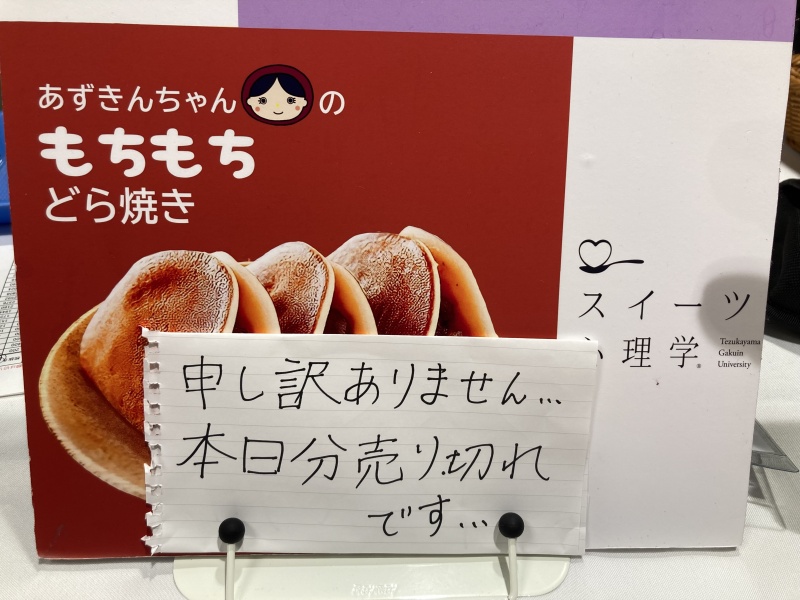 あずきんちゃんの
もちもち
どら焼き
スイーツ
心理学®
Tezukayama
Gakuin
University
申し訳ありません...
本日分売り切れ
です...